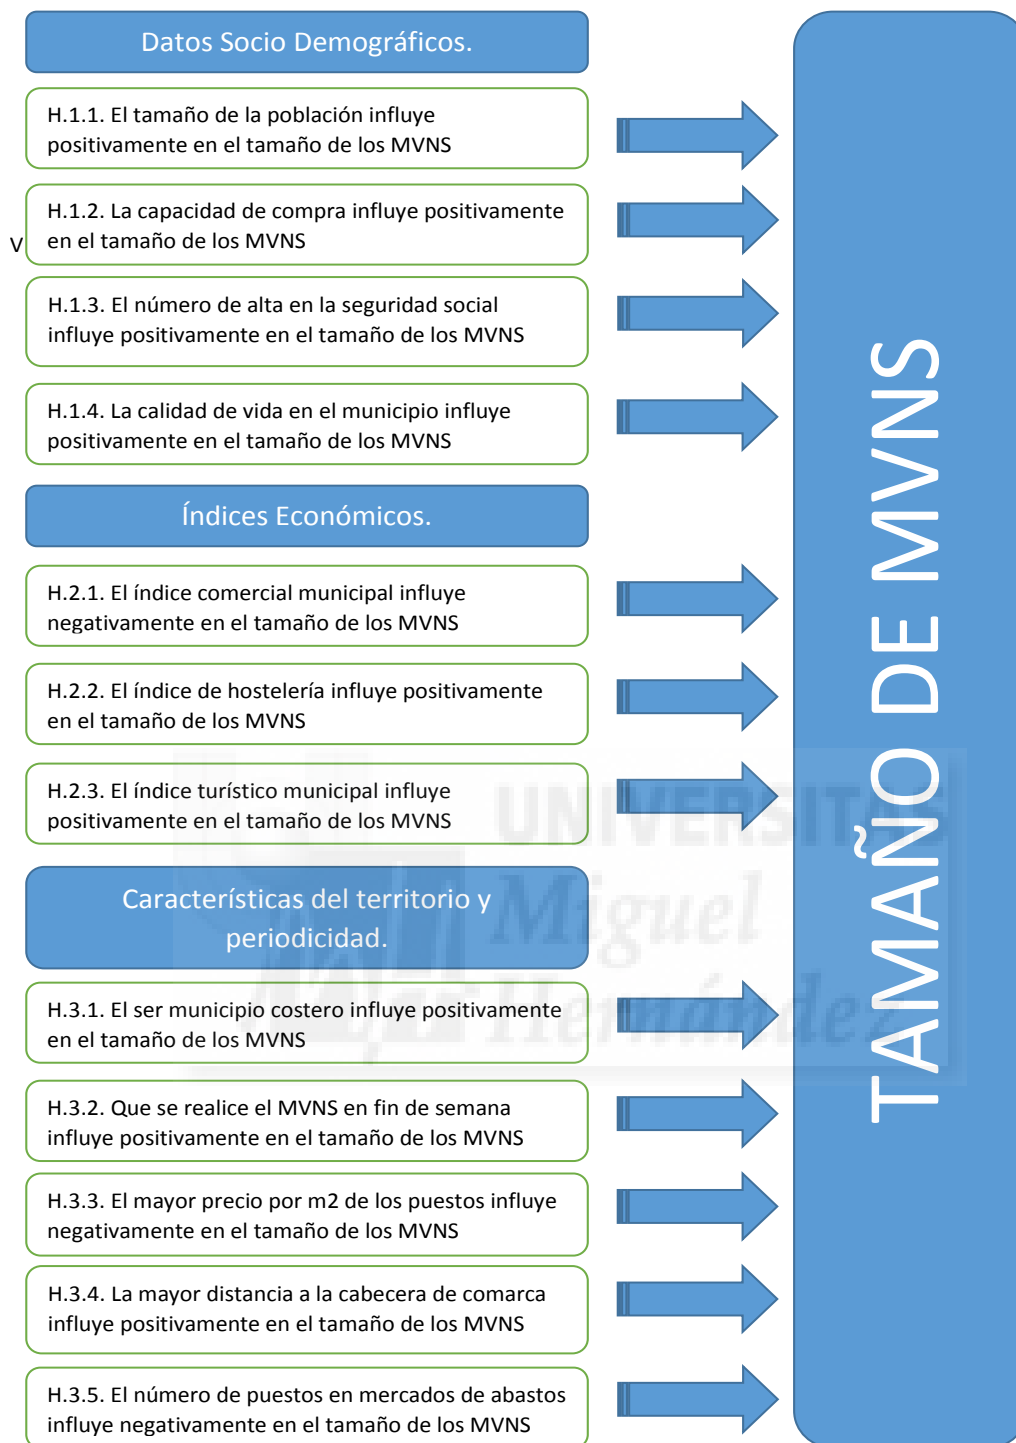 Datos Socio Demográficos.
H.1.1. El tamaño de la población influye
positivamente en el tamaño de los MVNS
H.1.2. La capacidad de compra influye positivamente
en el tamaño de los MVNS
V
H.1.3. El número de alta en la seguridad social
influye positivamente en el tamaño de los MVNS
H.1.4. La calidad de vida en el municipio influye
positivamente en el tamaño de los MVNS
Índices Económicos.
H.2.1. El índice comercial municipal influye
negativamente en el tamaño de los MVNS
H.2.2. El índice de hostelería influye positivamente
en el tamaño de los MVNS
H.2.3. El índice turístico municipal influye
positivamente en el tamaño de los MVNS
Característícas del territorio y
periodicidad.
H.3.1. El ser municipio costero influye positivamente
en el tamaño de los MVNS
H.3.2. Que se realice el MVNS en fin de semana
influye positivamente en el tamaño de los MVNS
H.3.3. El mayor precio por m2 de los puestos influye
negativamente en el tamaño de los MVNS
H.3.4. La mayor distancia a la cabecera de comarca
influye positivamente en el tamaño de los MVNS
H.3.5. El número de puestos en mercados de abastos
influye negativamente en el tamaño de los MVNS
TAMAÑO DE MVNS
UNIVERSITAS
Miguel
Hernández